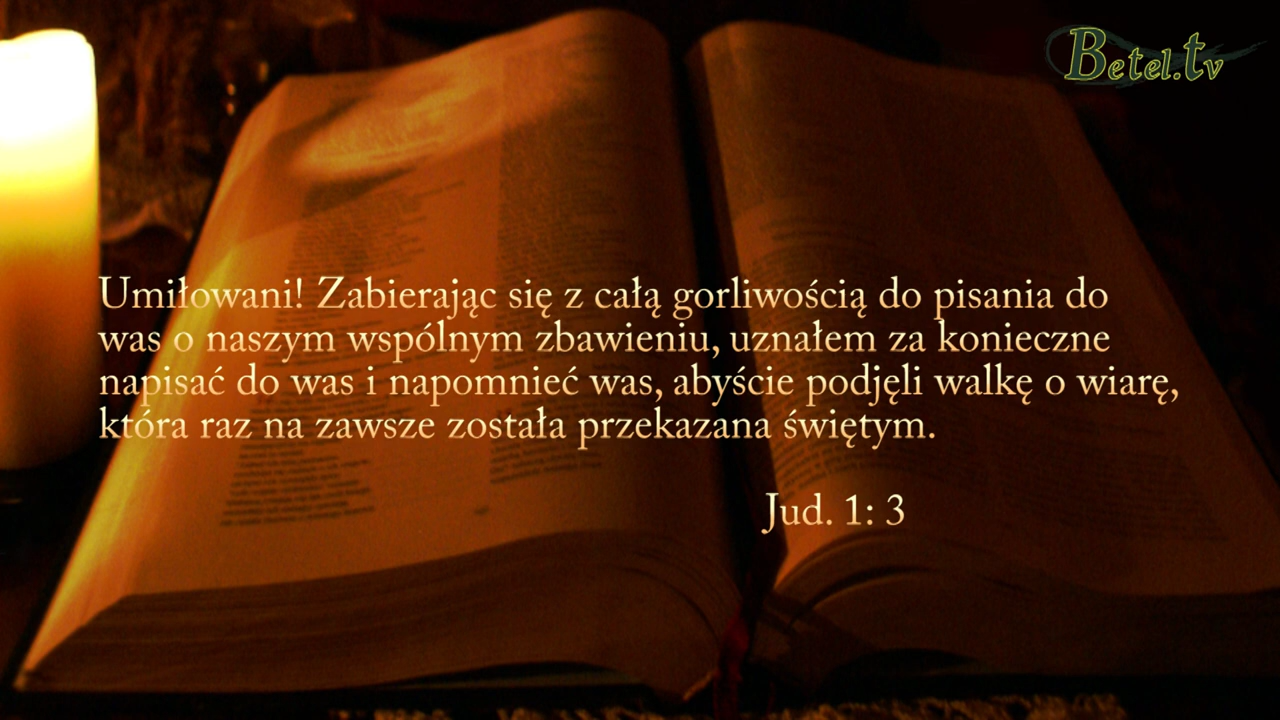 Betel.tv
Umiłowani! Zabierając się z całą gorliwością do pisania do
was o naszym wspólnym zbawieniu, uznałem za konieczne
napisać do was i napomnieć was, abyście podjęli walkę o wiarę,
która raz na zawsze została przekazana świętym.
Jud. 1: 3